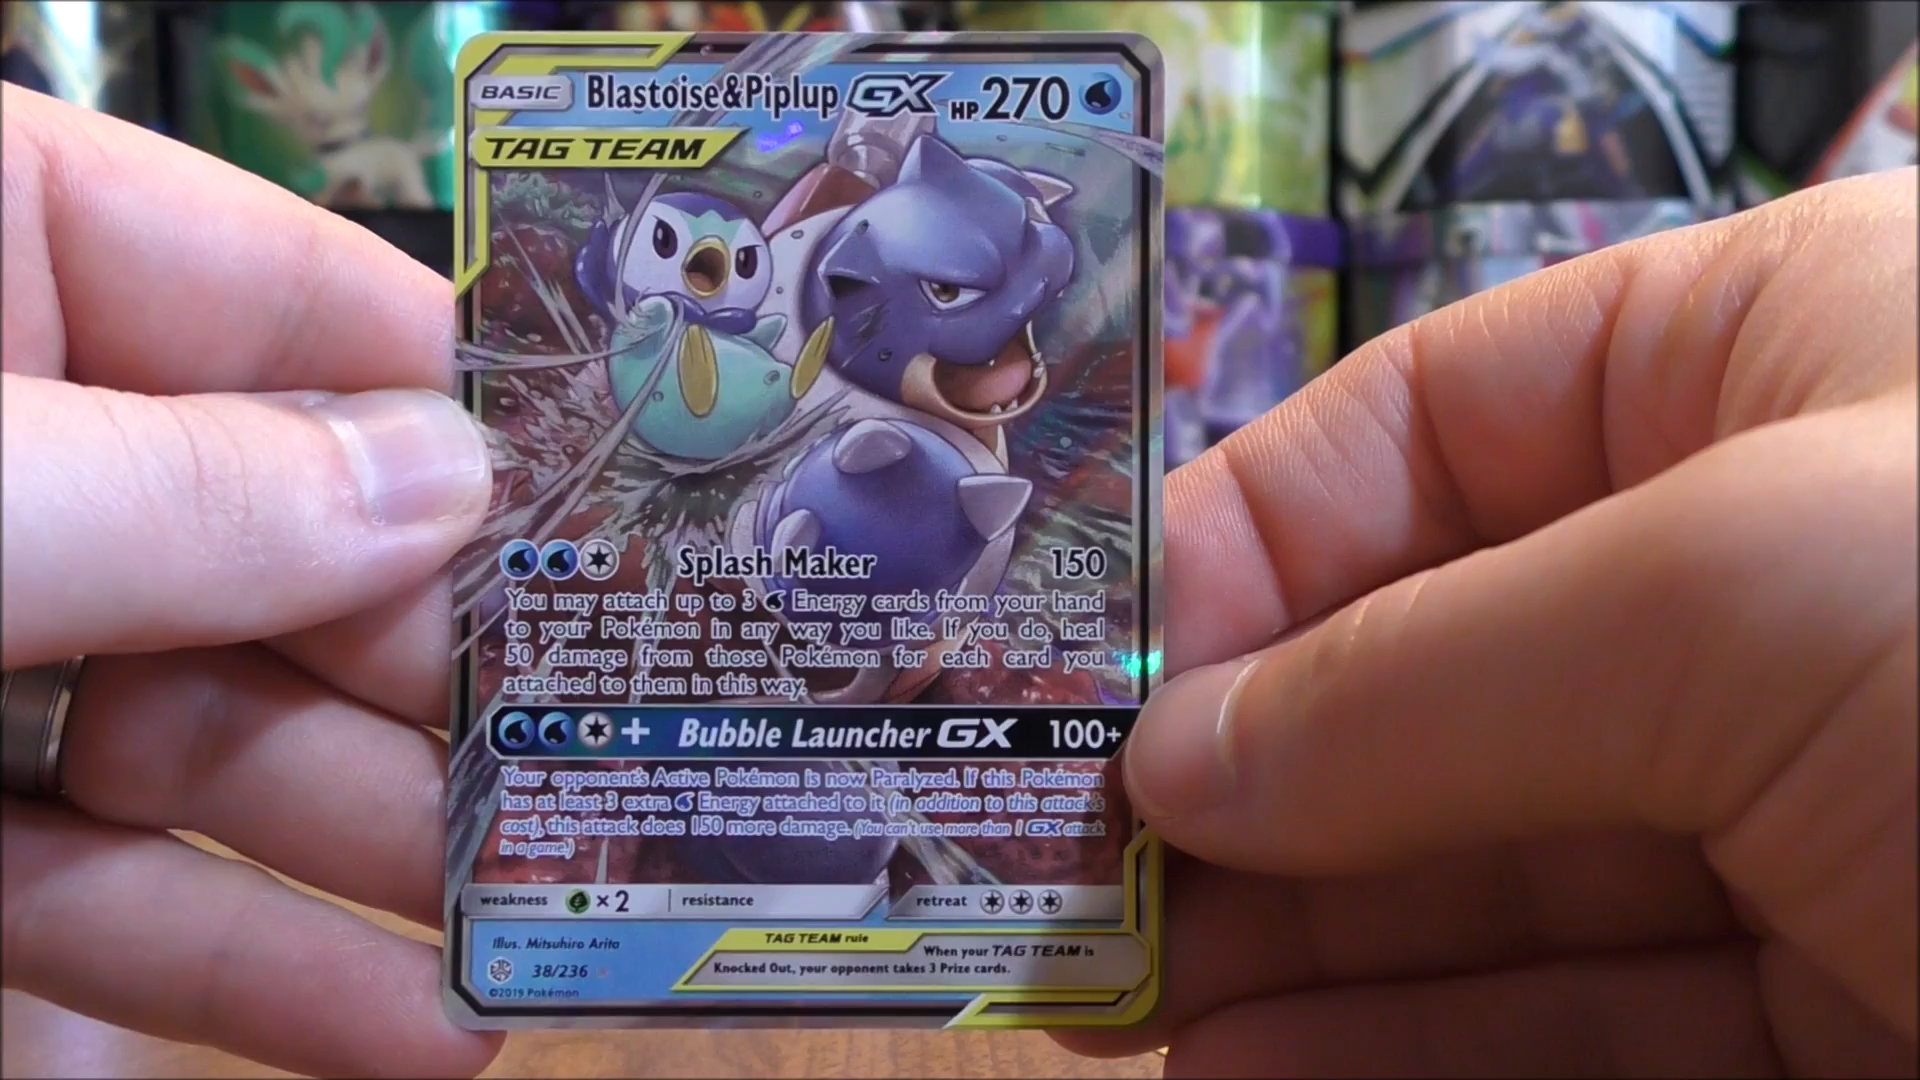 BASIC Blastoise&Piplup GX HP 270
TAG TEAM
Splash Maker 150
You may attach up to 3 Energy cards from your hand
to your Pokémon in any way you like. If you do, heal
50 damage from those Pokémon for each card you
attached to them in this way.
+ Bubble Launcher GX 100+
Your opponent's Active Pokémon is now Paralyzed. If this Pokémon
has at least 3 extra Energy attached to it (in addition to this attack's
cost), this attack does 150 more damage. (You can't use more than 1 GX attack
in a game.)
weakness ×2 resistance retreat
Illus. Mitsuhiro Arita
38/236
©2019 Pokémon
TAG TEAM rule
When your TAG TEAM is
Knocked Out, your opponent takes 3 Prize cards.